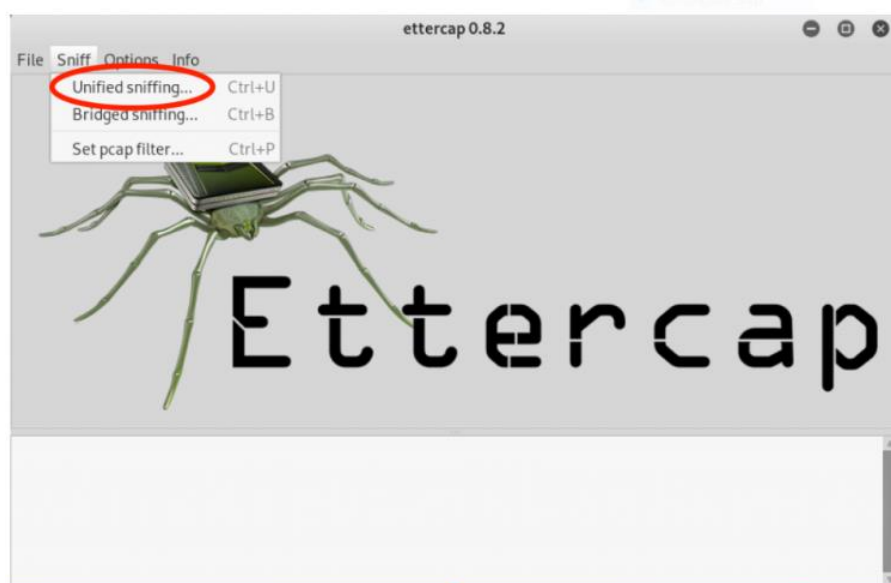 ettercap 0.8.2
File Sniff Options Info
Unified sniffing... Ctrl+U
Bridged sniffing... Ctrl+B
Set pcap filter... Ctrl+P
Ettercap